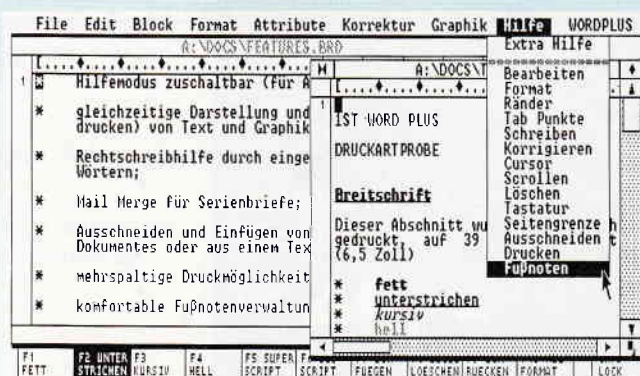 File Edit Block Format Attribute Korrektur Graphik Hilfe WORDPLUS
A:\DOCS\FEATURES.BRD
1 Hilfemodus zuschaltbar (für A
* gleichzeitige Darstellung und
drucken) von Text und Graphik
* Rechtschreibhilfe durch einge
Wörtern;
* Mail Merge für Serienbriefe;
* Ausschneiden und Einfügen von
Dokumentes oder aus einem Tex
* mehrspaltige Druckmöglichkeit
* komfortable Fußnotenverwaltun
A:\DOCS\T
1
IST WORD PLUS
DRUCKARTPROBE
Breitschrift
Dieser Abschnitt wu
gedruckt, auf 39
(6,5 Zoll)
* fett
* unterstrichen
* kursiv
* hell
Extra Hilfe
Bearbeiten
Format
Ränder
Tab Punkte
Schreiben
Korrigieren
Cursor
Scrollen
Löschen
Tastatur
Seitengrenze
Ausschneiden
Drucken
Fußnoten
F1 FETT
F2 UNTER STRICHEN
F3 KURSIV
F4 HELL
F5 SUPER SCRIPT
SCRIPT
FUEGEN
LOESCHEN
RUECKEN
FORMAT
LOCK